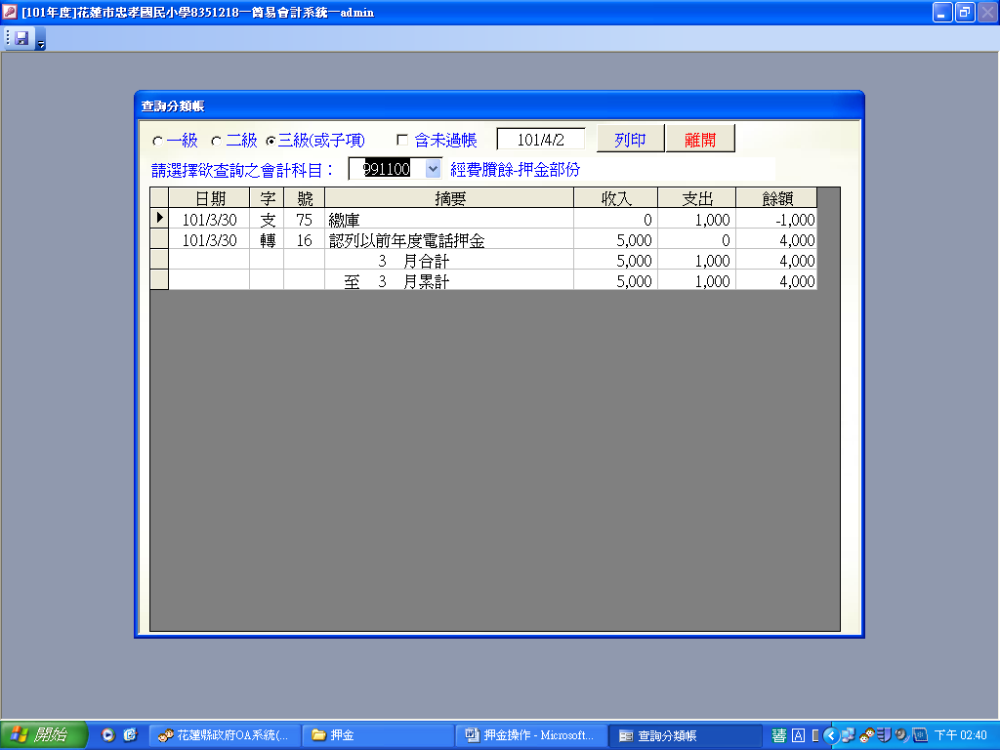 [101年度]花蓮市忠孝國民小學8351218—簡易會計系統—admin
查詢分類帳
一級 二級 三級(或子項) 含未過帳 101/4/2 列印 離開
請選擇欲查詢之會計科目： 991100 經費賸餘-押金部份
日期 字 號 摘要 收入 支出 餘額
101/3/30 支 75 繳庫 0 1,000 -1,000
101/3/30 轉 16 認列以前年度電話押金 5,000 0 4,000
3 月合計 5,000 1,000 4,000
至 3 月累計 5,000 1,000 4,000
開始 花蓮縣政府OA系統(... 押金 押金操作 - Microsoft... 查詢分類帳 A 下午 02:40